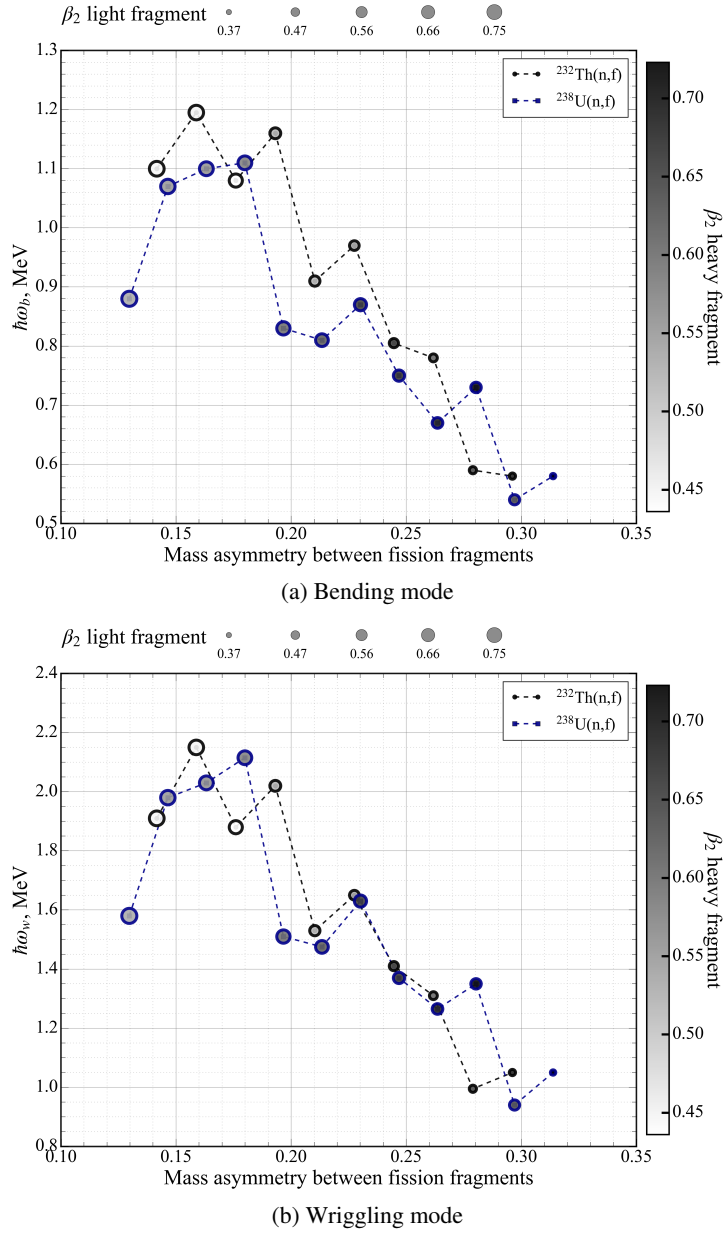 β₂ light fragment
0.37 0.47 0.56 0.66 0.75
1.3
1.2
1.1
1.0
0.9
0.8
0.7
0.6
0.5
ℏω_b, MeV
²³²Th(n,f)
²³⁸U(n,f)
0.70
0.65
0.60
0.55
0.50
0.45
β₂ heavy fragment
0.10 0.15 0.20 0.25 0.30 0.35
Mass asymmetry between fission fragments
(a) Bending mode
β₂ light fragment
0.37 0.47 0.56 0.66 0.75
2.4
2.2
2.0
1.8
1.6
1.4
1.2
1.0
0.8
ℏω_w, MeV
²³²Th(n,f)
²³⁸U(n,f)
0.70
0.65
0.60
0.55
0.50
0.45
β₂ heavy fragment
0.10 0.15 0.20 0.25 0.30 0.35
Mass asymmetry between fission fragments
(b) Wriggling mode